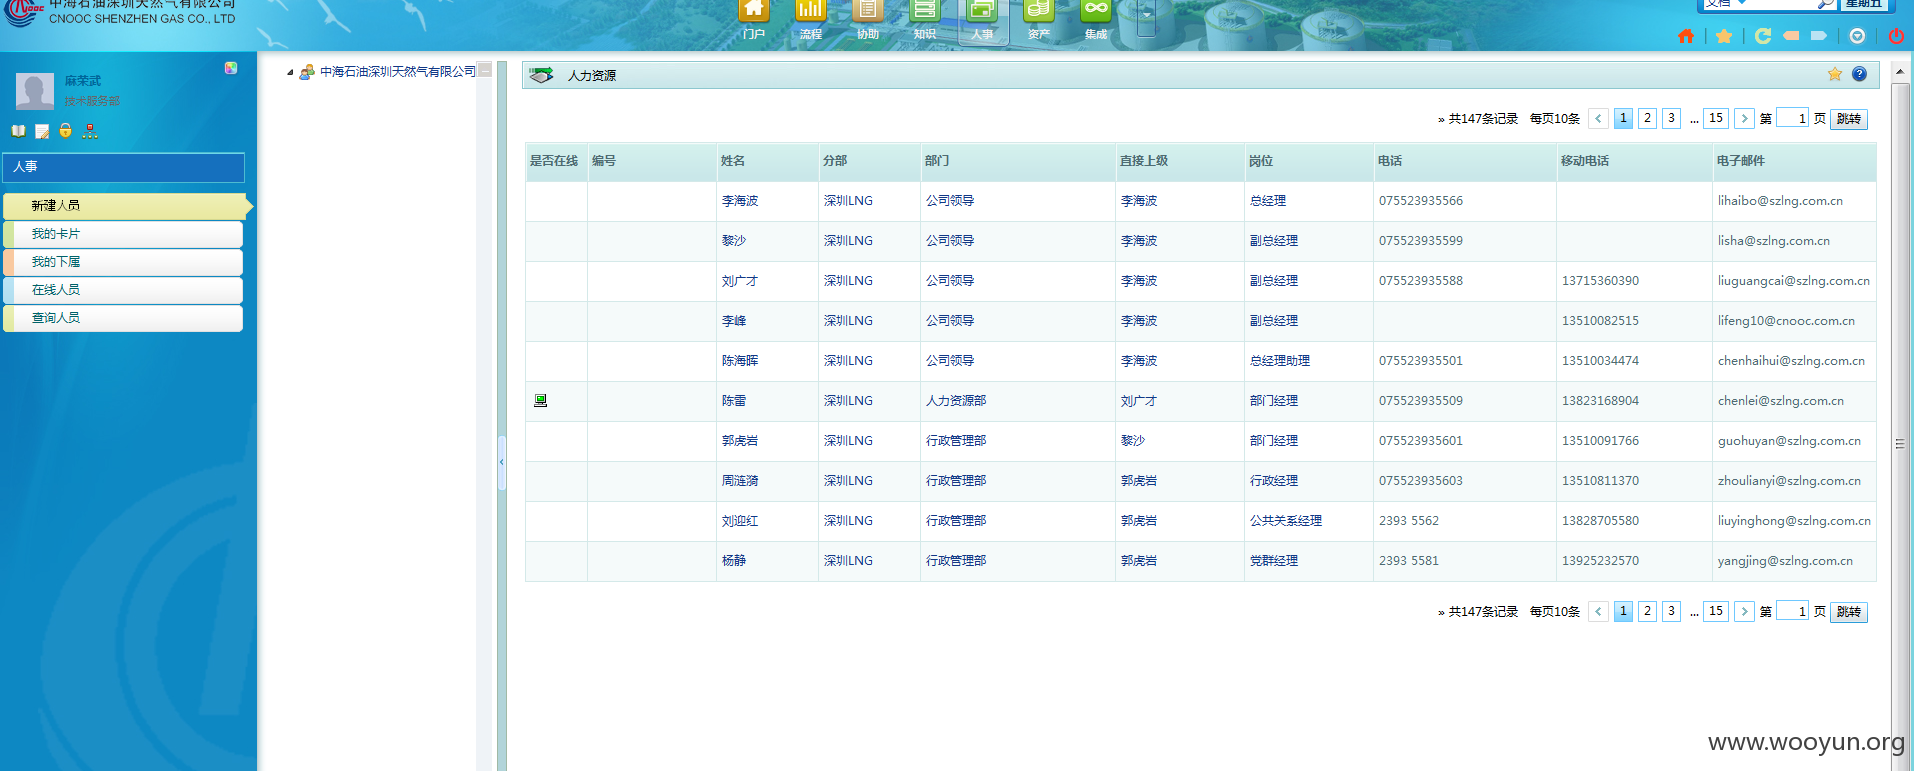 中海石油深圳天然气有限公司
CNOOC SHENZHEN GAS CO., LTD
门户 流程 协助 知识 人事 资产 集成
文档
星期五
麻荣武
技术服务部
人事
新建人员
我的卡片
我的下属
在线人员
查询人员
中海石油深圳天然气有限公司
人力资源
» 共147条记录 每页10条 < 1 2 3 ... 15 > 第 1 页 跳转
是否在线 编号 姓名 分部 部门 直接上级 岗位 电话 移动电话 电子邮件
李海波 深圳LNG 公司领导 李海波 总经理 075523935566 lihaibo@szlng.com.cn
黎沙 深圳LNG 公司领导 李海波 副总经理 075523935599 lisha@szlng.com.cn
刘广才 深圳LNG 公司领导 李海波 副总经理 075523935588 13715360390 liuguangcai@szlng.com.cn
李峰 深圳LNG 公司领导 李海波 副总经理 13510082515 lifeng10@cnooc.com.cn
陈海晖 深圳LNG 公司领导 李海波 总经理助理 075523935501 13510034474 chenhaihui@szlng.com.cn
陈雷 深圳LNG 人力资源部 刘广才 部门经理 075523935509 13823168904 chenlei@szlng.com.cn
郭虎岩 深圳LNG 行政管理部 黎沙 部门经理 075523935601 13510091766 guohuyan@szlng.com.cn
周涟漪 深圳LNG 行政管理部 郭虎岩 行政经理 075523935603 13510811370 zhoulianyi@szlng.com.cn
刘迎红 深圳LNG 行政管理部 郭虎岩 公共关系经理 2393 5562 13828705580 liuyinghong@szlng.com.cn
杨静 深圳LNG 行政管理部 郭虎岩 党群经理 2393 5581 13925232570 yangjing@szlng.com.cn
» 共147条记录 每页10条 < 1 2 3 ... 15 > 第 1 页 跳转
www.wooyun.org